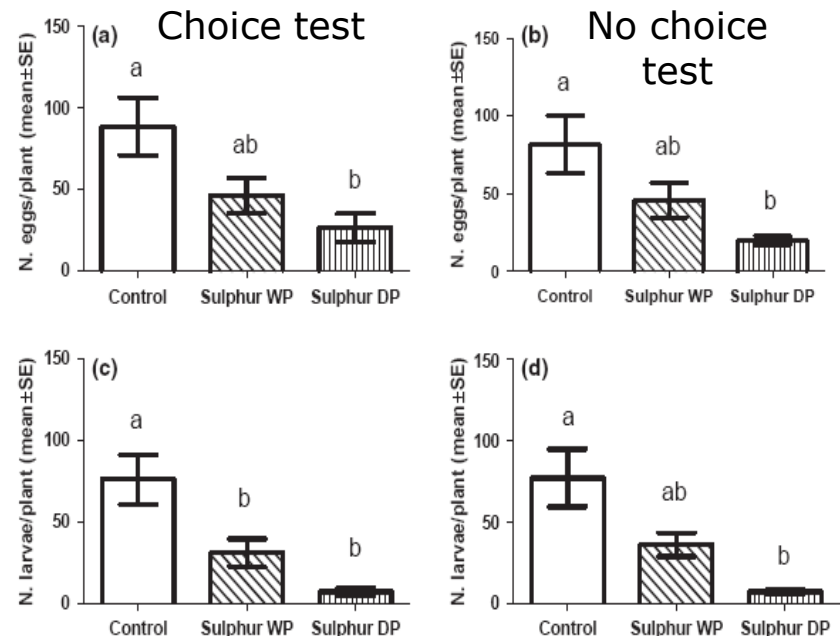 Choice test
(a)
N. eggs/plant (mean±SE)
150
100
50
0
a
ab
b
Control Sulphur WP Sulphur DP
No choice
test
(b)
N. eggs/plant (mean±SE)
150
100
50
0
a
ab
b
Control Sulphur WP Sulphur DP
(c)
N. larvae/plant (mean±SE)
150
100
50
0
a
b
b
Control Sulphur WP Sulphur DP
(d)
N. larvae/plant (mean±SE)
150
100
50
0
a
ab
b
Control Sulphur WP Sulphur DP